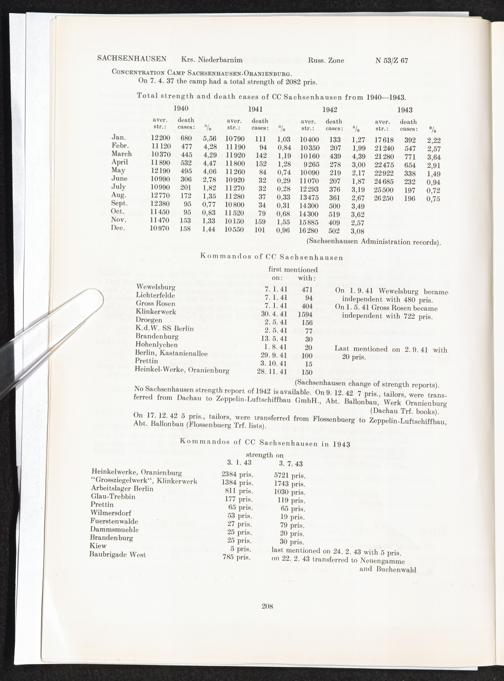 SACHSENHAUSEN Krs. Niederbarnim Russ. Zone N 53/Z 67
CONCENTRATION CAMP SACHSENHAUSEN-ORANIENBURG.
On 7. 4. 37 the camp had a total strength of 2082 pris.
Total strength and death cases of CC Sachsenhausen from 1940—1943.
1940 1941 1942 1943
aver. death aver. death aver. death aver. death
str.: cases: % str.: cases: % str.: cases: % str.: cases: %
Jan. 12200 680 5,56 10790 111 1,03 10400 133 1,27 17618 392 2,22
Febr. 11120 477 4,28 11190 94 0,84 10350 207 1,99 21240 547 2,57
March 10370 445 4,29 11920 142 1,19 10160 439 4,39 21280 771 3,64
April 11890 532 4,47 11800 152 1,28 9265 278 3,00 22475 654 2,91
May 12190 495 4,06 11260 84 0,74 10090 219 2,17 22922 338 1,49
June 10990 306 2,78 10920 32 0,29 11070 207 1,87 24685 232 0,94
July 10990 201 1,82 11270 32 0,28 12293 376 3,19 25500 197 0,72
Aug. 12770 172 1,35 11280 37 0,33 13475 361 2,67 26250 196 0,75
Sept. 12380 95 0,77 10800 34 0,31 14300 500 3,49
Oct. 11450 95 0,83 11520 79 0,68 14300 519 3,62
Nov. 11470 153 1,33 10150 159 1,55 15885 409 2,57
Dec. 10970 158 1,44 10550 101 0,96 16280 502 3,08
(Sachsenhausen Administration records).
Kommandos of CC Sachsenhausen
first mentioned
on: with:
Wewelsburg 7. 1. 41 471 On 1. 9. 41 Wewelsburg became
Lichterfelde 7. 1. 41 94 independent with 480 pris.
Gross Rosen 7. 1. 41 404 On 1. 5. 41 Gross Rosen became
Klinkerwerk 30. 4. 41 1594 independent with 722 pris.
Droegen 2. 5. 41 156
K.d.W. SS Berlin 2. 5. 41 77
Brandenburg 13. 5. 41 30
Hohenlychen 1. 8. 41 20 Last mentioned on 2. 9. 41 with
Berlin, Kastanienallee 29. 9. 41 100 20 pris.
Prettin 3. 10. 41 15
Heinkel-Werke, Oranienburg 28. 11. 41 150
(Sachsenhausen change of strength reports).
No Sachsenhausen strength report of 1942 is available. On 9. 12. 42 7 pris., tailors, were trans-
ferred from Dachau to Zeppelin-Luftschiffbau GmbH., Abt. Ballonbau, Werk Oranienburg
(Dachau Trf. books).
On 17. 12. 42 5 pris., tailors, were transferred from Flossenburg to Zeppelin-Luftschiffbau,
Abt. Ballonbau (Flossenbuerg Trf. lists).
Kommandos of CC Sachsenhausen in 1943
strength on
3. 1. 43 3. 7. 43
Heinkelwerke, Oranienburg 2384 pris. 5721 pris.
"Grossziegelwerk", Klinkerwerk 1384 pris. 1743 pris.
Arbeitslager Berlin 811 pris. 1030 pris.
Glau-Trebbin 177 pris. 119 pris.
Prettin 65 pris. 65 pris.
Wilmersdorf 53 pris. 19 pris.
Fuerstenwalde 27 pris. 79 pris.
Dammsmuehle 25 pris. 20 pris.
Brandenburg 25 pris. 30 pris.
Kiew 5 pris. last mentioned on 24. 2. 43 with 5 pris.
Baubrigade West 785 pris. on 22. 2. 43 transferred to Neuengamme
and Buchenwald
208